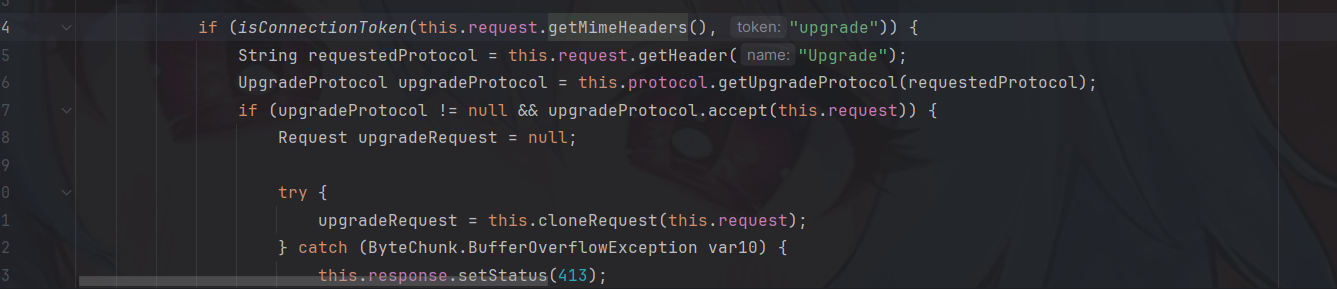 4 if (isConnectionToken(this.request.getMimeHeaders(), token: "upgrade")) {
5 String requestedProtocol = this.request.getHeader( name: "Upgrade");
6 UpgradeProtocol upgradeProtocol = this.protocol.getUpgradeProtocol(requestedProtocol);
7 if (upgradeProtocol != null && upgradeProtocol.accept(this.request)) {
8 Request upgradeRequest = null;
9
0 try {
1 upgradeRequest = this.cloneRequest(this.request);
2 } catch (ByteChunk.BufferOverflowException var10) {
3 this.response.setStatus(413);